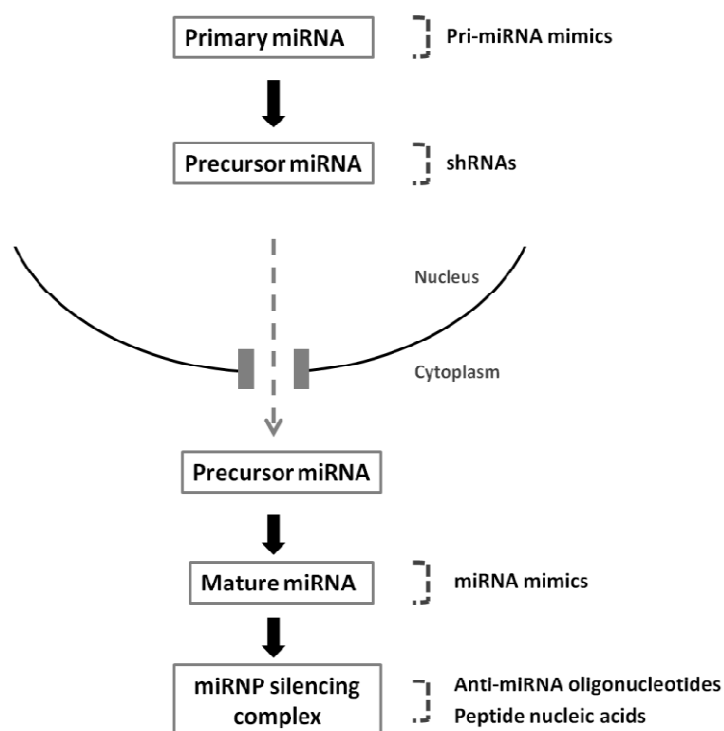 Primary miRNA
Pri-miRNA mimics
Precursor miRNA
shRNAs
Nucleus
Cytoplasm
Precursor miRNA
Mature miRNA
miRNA mimics
miRNP silencing
complex
Anti-miRNA oligonucleotides
Peptide nucleic acids